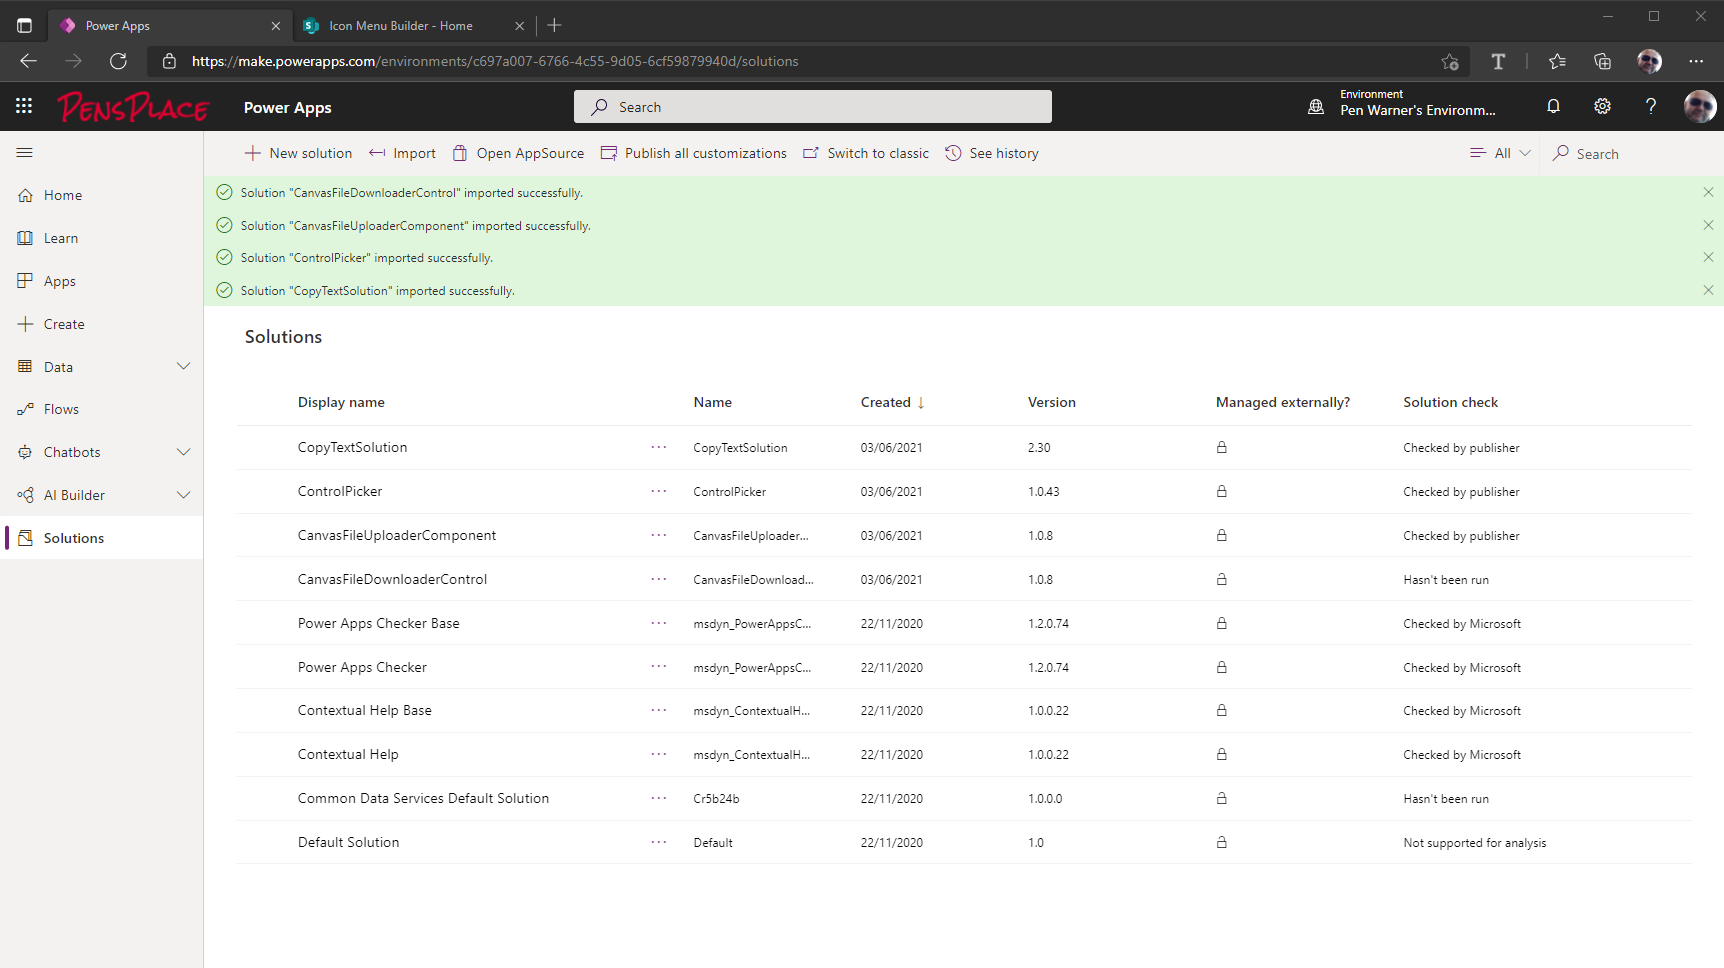 Power Apps
Icon Menu Builder - Home
https://make.powerapps.com/environments/c697a007-6766-4c55-9d05-6cf59879940d/solutions
T
PENSPLACE
Power Apps
Search
Environment
Pen Warner's Environm...
?
New solution
Import
Open AppSource
Publish all customizations
Switch to classic
See history
All
Search
Home
Learn
Apps
Create
Data
Flows
Chatbots
AI Builder
Solutions
Solution "CanvasFileDownloaderControl" imported successfully.
Solution "CanvasFileUploaderComponent" imported successfully.
Solution "ControlPicker" imported successfully.
Solution "CopyTextSolution" imported successfully.
Solutions
Display name Name Created ↓ Version Managed externally? Solution check
CopyTextSolution ... CopyTextSolution 03/06/2021 2.30 Checked by publisher
ControlPicker ... ControlPicker 03/06/2021 1.0.43 Checked by publisher
CanvasFileUploaderComponent ... CanvasFileUploader... 03/06/2021 1.0.8 Checked by publisher
CanvasFileDownloaderControl ... CanvasFileDownload... 03/06/2021 1.0.8 Hasn't been run
Power Apps Checker Base ... msdyn_PowerAppsC... 22/11/2020 1.2.0.74 Checked by Microsoft
Power Apps Checker ... msdyn_PowerAppsC... 22/11/2020 1.2.0.74 Checked by Microsoft
Contextual Help Base ... msdyn_ContextualH... 22/11/2020 1.0.0.22 Checked by Microsoft
Contextual Help ... msdyn_ContextualH... 22/11/2020 1.0.0.22 Checked by Microsoft
Common Data Services Default Solution ... Cr5b24b 22/11/2020 1.0.0.0 Hasn't been run
Default Solution ... Default 22/11/2020 1.0 Not supported for analysis